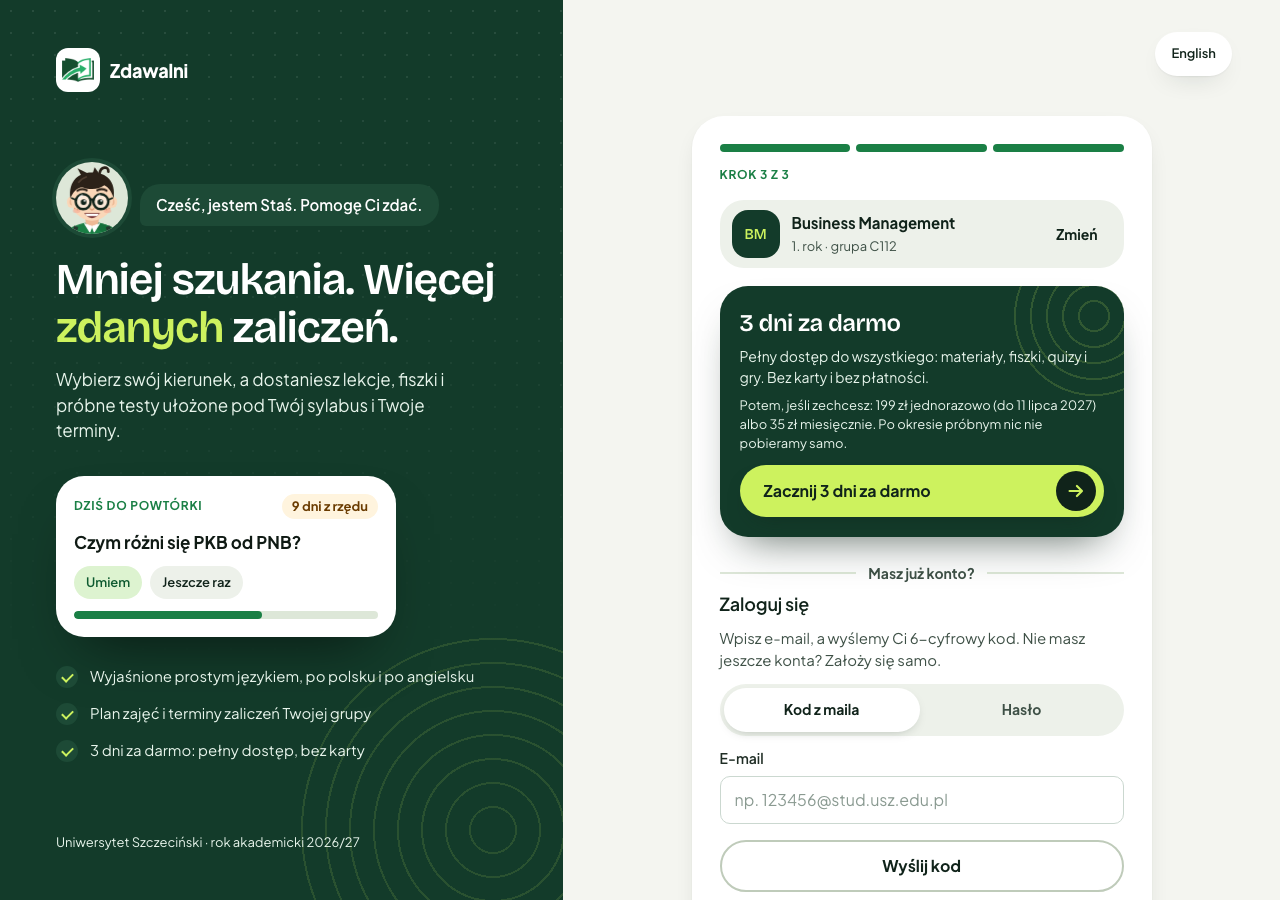 Zdawalni
Cześć, jestem Staś. Pomogę Ci zdać.
Mniej szukania. Więcej
zdanych zaliczeń.
Wybierz swój kierunek, a dostaniesz lekcje, fiszki i
próbne testy ułożone pod Twój sylabus i Twoje
terminy.
DZIŚ DO POWTÓRKI
9 dni z rzędu
Czym różni się PKB od PNB?
Umiem
Jeszcze raz
Wyjaśnione prostym językiem, po polsku i po angielsku
Plan zajęć i terminy zaliczeń Twojej grupy
3 dni za darmo: pełny dostęp, bez karty
Uniwersytet Szczeciński · rok akademicki 2026/27
English
KROK 3 Z 3
BM
Business Management
1. rok · grupa C112
Zmień
3 dni za darmo
Pełny dostęp do wszystkiego: materiały, fiszki, quizy i
gry. Bez karty i bez płatności.
Potem, jeśli zechcesz: 199 zł jednorazowo (do 11 lipca 2027)
albo 35 zł miesięcznie. Po okresie próbnym nic nie
pobieramy samo.
Zacznij 3 dni za darmo
Masz już konto?
Zaloguj się
Wpisz e-mail, a wyślemy Ci 6-cyfrowy kod. Nie masz
jeszcze konta? Założy się samo.
Kod z maila
Hasło
E-mail
np. 123456@stud.usz.edu.pl
Wyślij kod